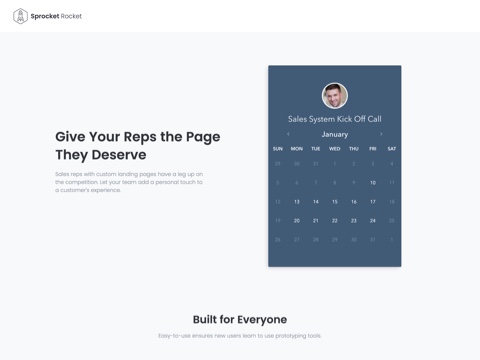 Sprocket Rocket
Give Your Reps the Page
They Deserve
Sales reps with custom landing pages have a leg up on
the competition. Let your team add a personal touch to
a customer's experience.
Sales System Kick Off Call
‹ January ›
SUN MON TUE WED THU FRI SAT
29 30 31 1 2 3 4
5 6 7 8 9 10 11
12 13 14 15 16 17 18
19 20 21 22 23 24 25
26 27 28 29 30 31 1
Built for Everyone
Easy-to-use ensures new users learn to use prototyping tools.